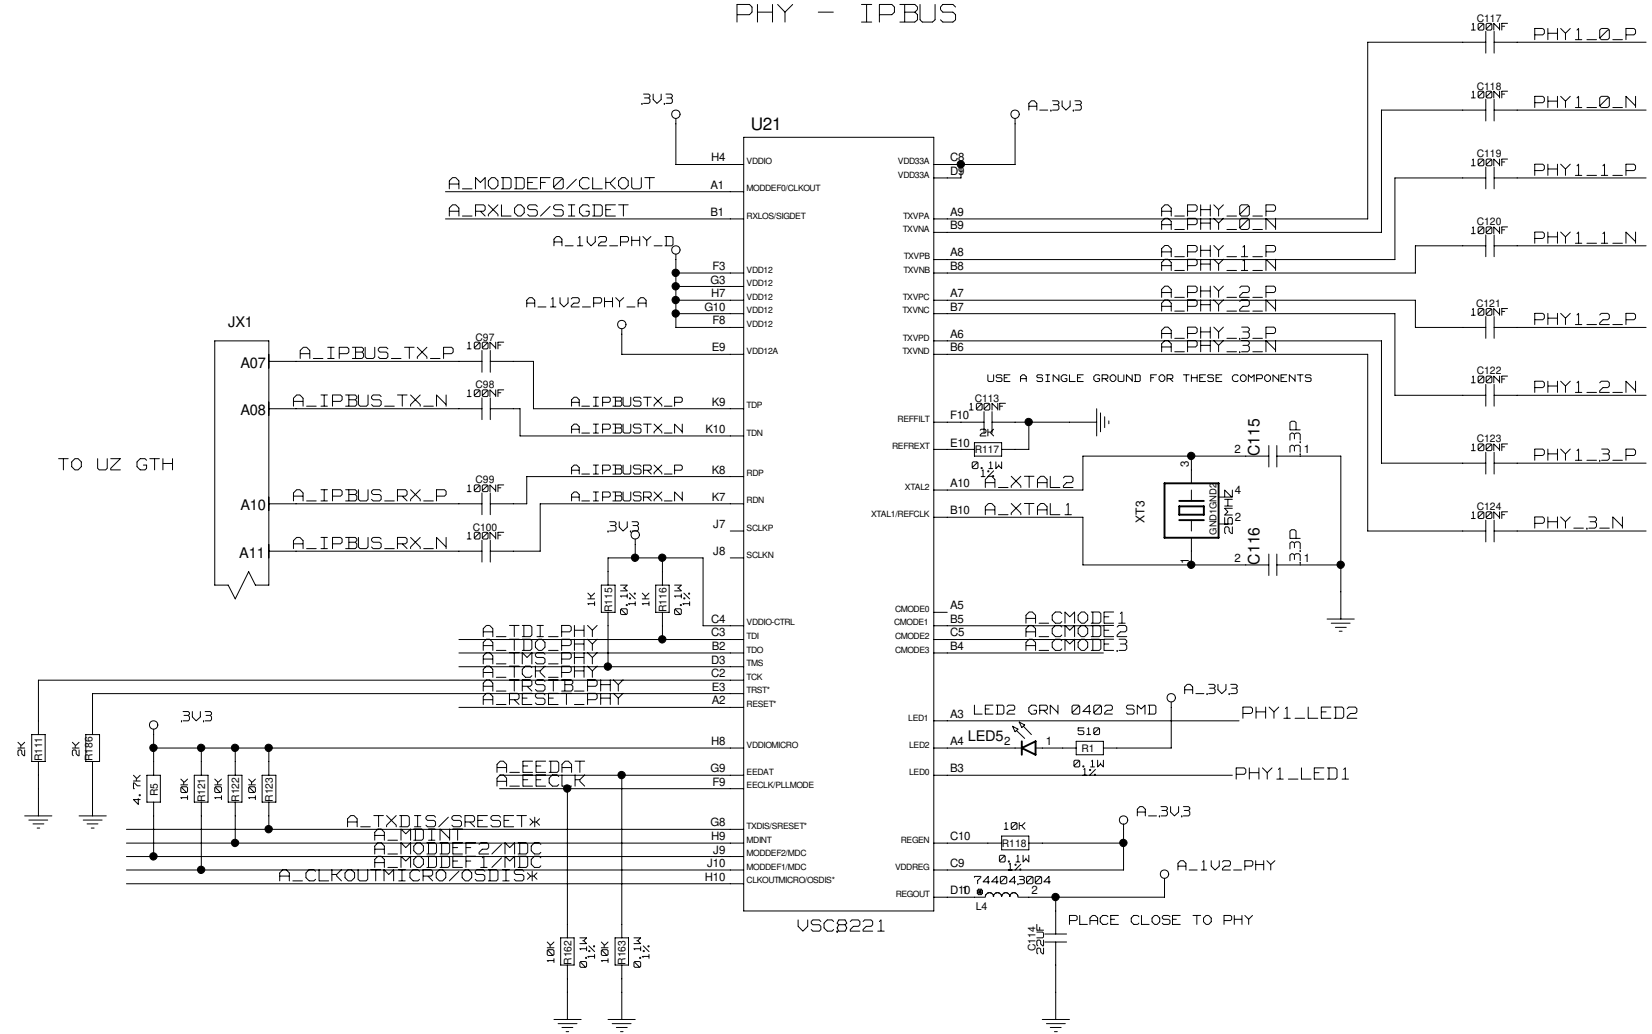 PHY - IPBUS
C117
100NF
PHY1_0_P
C118
100NF
PHY1_0_N
C119
100NF
PHY1_1_P
C120
100NF
PHY1_1_N
C121
100NF
PHY1_2_P
C122
100NF
PHY1_2_N
C123
100NF
PHY1_3_P
C124
100NF
PHY_3_N
3V3
A_3V3
U21
H4 VDDIO
A_MODDEF0/CLKOUT A1 MODDEF0/CLKOUT
A_RXLOS/SIGDET B1 RXLOS/SIGDET
A_1V2_PHY_D
F3 VDD12
G3 VDD12
H7 VDD12
G10 VDD12
F8 VDD12
A_1V2_PHY_A
E9 VDD12A
JX1
A07 A_IPBUS_TX_P
C97
100NF
A_IPBUSTX_P K9 TDP
A08 A_IPBUS_TX_N
C98
100NF
A_IPBUSTX_N K10 TDN
TO UZ GTH
A_IPBUSRX_P K8 RDP
A10 A_IPBUS_RX_P
C99
100NF
A_IPBUSRX_N K7 RDN
A11 A_IPBUS_RX_N
C100
100NF
J7 SCLKP
J8 SCLKN
3V3
1K R115 0.1W 1%
1K R116 0.1W 1%
C4 VDDIO-CTRL
A_TDI_PHY C3 TDI
A_TDO_PHY B2 TDO
A_TMS_PHY D3 TMS
A_TCK_PHY C2 TCK
A_TRSTB_PHY E3 TRST*
A_RESET_PHY A2 RESET*
3V3
2K R111
2K R186
H8 VDDIOMICRO
4.7K R5
10K R121
10K R122
10K R123
A_EEDAT G9 EEDAT
A_EECLK F9 EECLK/PLLMODE
A_TXDIS/SRESET* G8 TXDIS/SRESET*
A_MDINT H9 MDINT
A_MODDEF2/MDC J9 MODDEF2/MDC
A_MODDEF1/MDC J10 MODDEF1/MDC
A_CLKOUTMICRO/OSDIS* H10 CLKOUTMICRO/OSDIS*
10K R162 0.1W 1%
10K R163 0.1W 1%
VSC8221
VDD33A C8
VDD33A D9
TXVPA A9 A_PHY_0_P
TXVNA B9 A_PHY_0_N
TXVPB A8 A_PHY_1_P
TXVNB B8 A_PHY_1_N
TXVPC A7 A_PHY_2_P
TXVNC B7 A_PHY_2_N
TXVPD A6 A_PHY_3_P
TXVND B6 A_PHY_3_N
USE A SINGLE GROUND FOR THESE COMPONENTS
REFFILT F10
C113
100NF
REFREXT E10
2K
R117
0.1W
1%
XTAL2 A10 A_XTAL2
XTAL1/REFCLK B10 A_XTAL1
XT3
3
1
GND1GND2
4
2
25MHZ
2 C115 33P 1
2 C116 33P 1
CMODE0 A5
CMODE1 B5 A_CMODE1
CMODE2 C5 A_CMODE2
CMODE3 B4 A_CMODE3
A_3V3
LED1 A3 LED2 GRN 0402 SMD PHY1_LED2
LED2 A4 LED5 2 1
510
R1
0.1W
1%
LED0 B3 PHY1_LED1
A_3V3
REGEN C10
10K
R118
0.1W
1%
VDDREG C9
REGOUT D10 1
744043004
2
L4
A_1V2_PHY
PLACE CLOSE TO PHY
C114
22UF